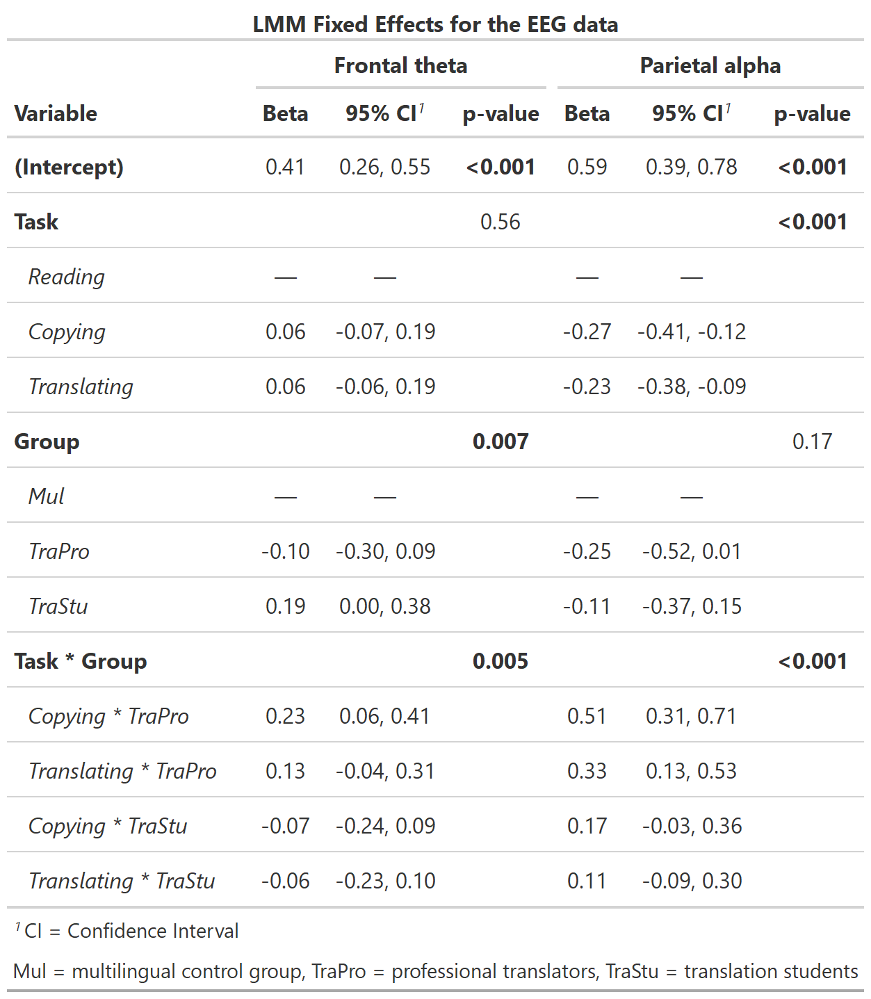 LMM Fixed Effects for the EEG data
Frontal theta Parietal alpha
Variable Beta 95% CI¹ p-value Beta 95% CI¹ p-value
(Intercept) 0.41 0.26, 0.55 <0.001 0.59 0.39, 0.78 <0.001
Task 0.56 <0.001
Reading — — — —
Copying 0.06 -0.07, 0.19 -0.27 -0.41, -0.12
Translating 0.06 -0.06, 0.19 -0.23 -0.38, -0.09
Group 0.007 0.17
Mul — — — —
TraPro -0.10 -0.30, 0.09 -0.25 -0.52, 0.01
TraStu 0.19 0.00, 0.38 -0.11 -0.37, 0.15
Task * Group 0.005 <0.001
Copying * TraPro 0.23 0.06, 0.41 0.51 0.31, 0.71
Translating * TraPro 0.13 -0.04, 0.31 0.33 0.13, 0.53
Copying * TraStu -0.07 -0.24, 0.09 0.17 -0.03, 0.36
Translating * TraStu -0.06 -0.23, 0.10 0.11 -0.09, 0.30
¹ CI = Confidence Interval
Mul = multilingual control group, TraPro = professional translators, TraStu = translation students